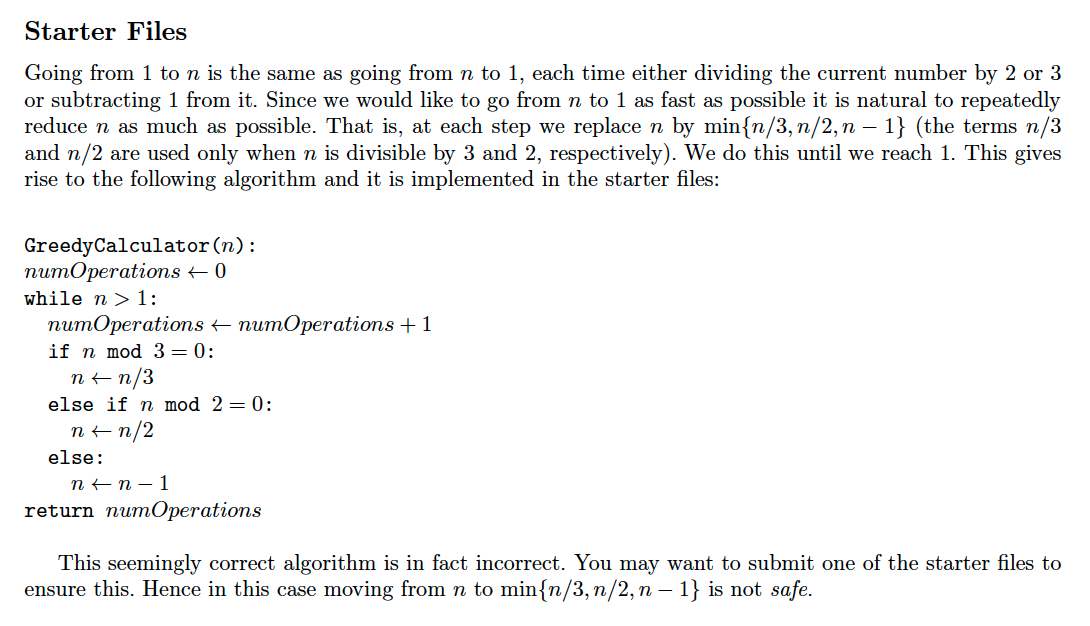 Starter Files
Going from 1 to n is the same as going from n to 1, each time either dividing the current number by 2 or 3
or subtracting 1 from it. Since we would like to go from n to 1 as fast as possible it is natural to repeatedly
reduce n as much as possible. That is, at each step we replace n by min{n/3, n/2, n − 1} (the terms n/3
and n/2 are used only when n is divisible by 3 and 2, respectively). We do this until we reach 1. This gives
rise to the following algorithm and it is implemented in the starter files:
GreedyCalculator(n):
numOperations ← 0
while n > 1:
numOperations ← numOperations + 1
if n mod 3 = 0:
n ← n/3
else if n mod 2 = 0:
n ← n/2
else:
n ← n − 1
return numOperations
This seemingly correct algorithm is in fact incorrect. You may want to submit one of the starter files to
ensure this. Hence in this case moving from n to min{n/3, n/2, n − 1} is not safe.